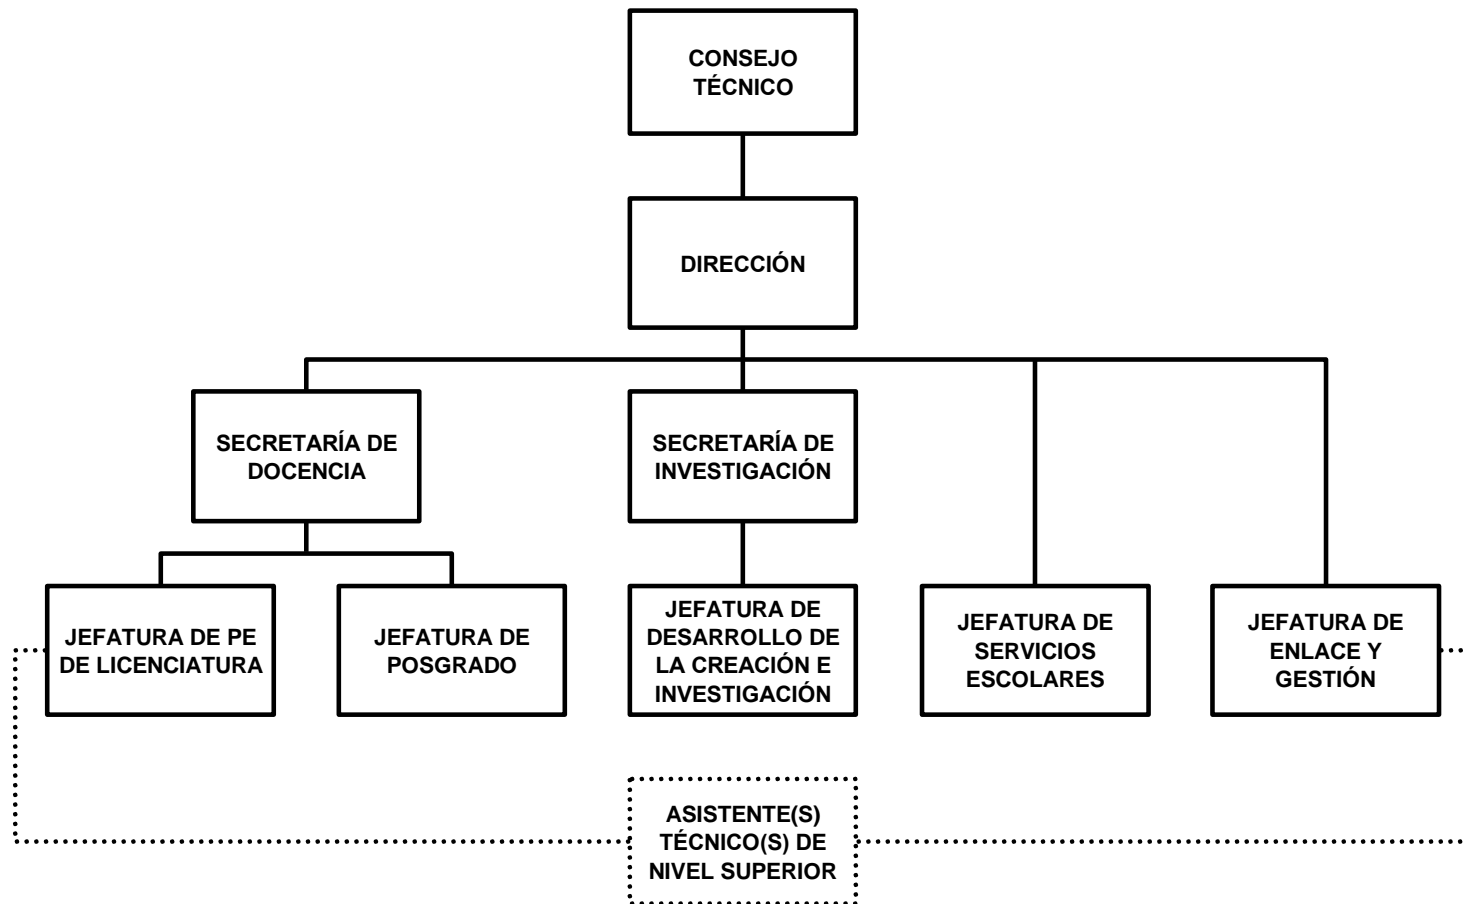 CONSEJO
TÉCNICO
DIRECCIÓN
SECRETARÍA DE
DOCENCIA
SECRETARÍA DE
INVESTIGACIÓN
JEFATURA DE PE
DE LICENCIATURA
JEFATURA DE
POSGRADO
JEFATURA DE
DESARROLLO DE
LA CREACIÓN E
INVESTIGACIÓN
JEFATURA DE
SERVICIOS
ESCOLARES
JEFATURA DE
ENLACE Y
GESTIÓN
ASISTENTE(S)
TÉCNICO(S) DE
NIVEL SUPERIOR